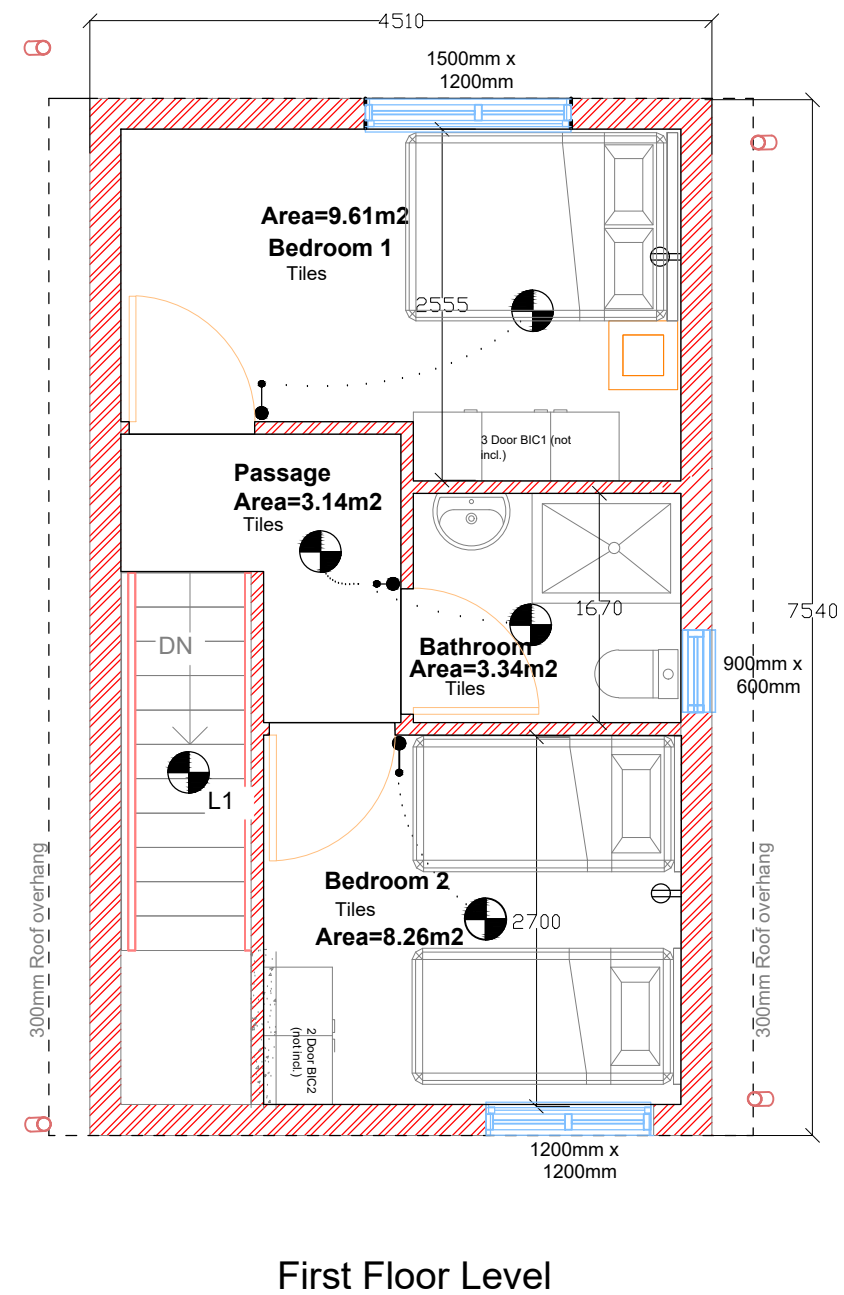 4510
1500mm x
1200mm
Area=9.61m2
Bedroom 1
Tiles
2555
3 Door BIC1 (not
incl.)
Passage
Area=3.14m2
Tiles
1670
7540
DN
Bathroom
Area=3.34m2
Tiles
900mm x
600mm
L1
Bedroom 2
Tiles
Area=8.26m2
2700
300mm Roof overhang
300mm Roof overhang
2 Door BIC2
(not incl.)
1200mm x
1200mm
First Floor Level